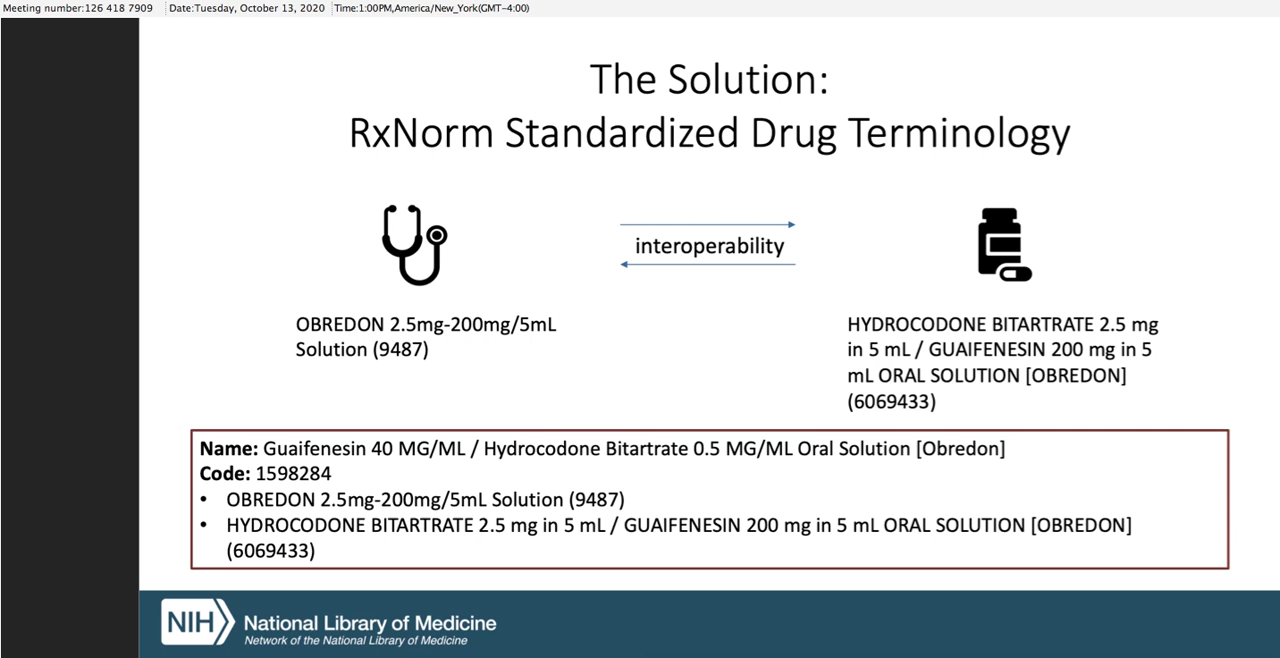 Meeting number:126 418 7909 Date:Tuesday, October 13, 2020 Time:1:00PM,America/New_York(GMT-4:00)
The Solution:
RxNorm Standardized Drug Terminology
interoperability
OBREDON 2.5mg-200mg/5mL
Solution (9487)
HYDROCODONE BITARTRATE 2.5 mg
in 5 mL / GUAIFENESIN 200 mg in 5
mL ORAL SOLUTION [OBREDON]
(6069433)
Name: Guaifenesin 40 MG/ML / Hydrocodone Bitartrate 0.5 MG/ML Oral Solution [Obredon]
Code: 1598284
• OBREDON 2.5mg-200mg/5mL Solution (9487)
• HYDROCODONE BITARTRATE 2.5 mg in 5 mL / GUAIFENESIN 200 mg in 5 mL ORAL SOLUTION [OBREDON]
(6069433)
NIH National Library of Medicine
Network of the National Library of Medicine